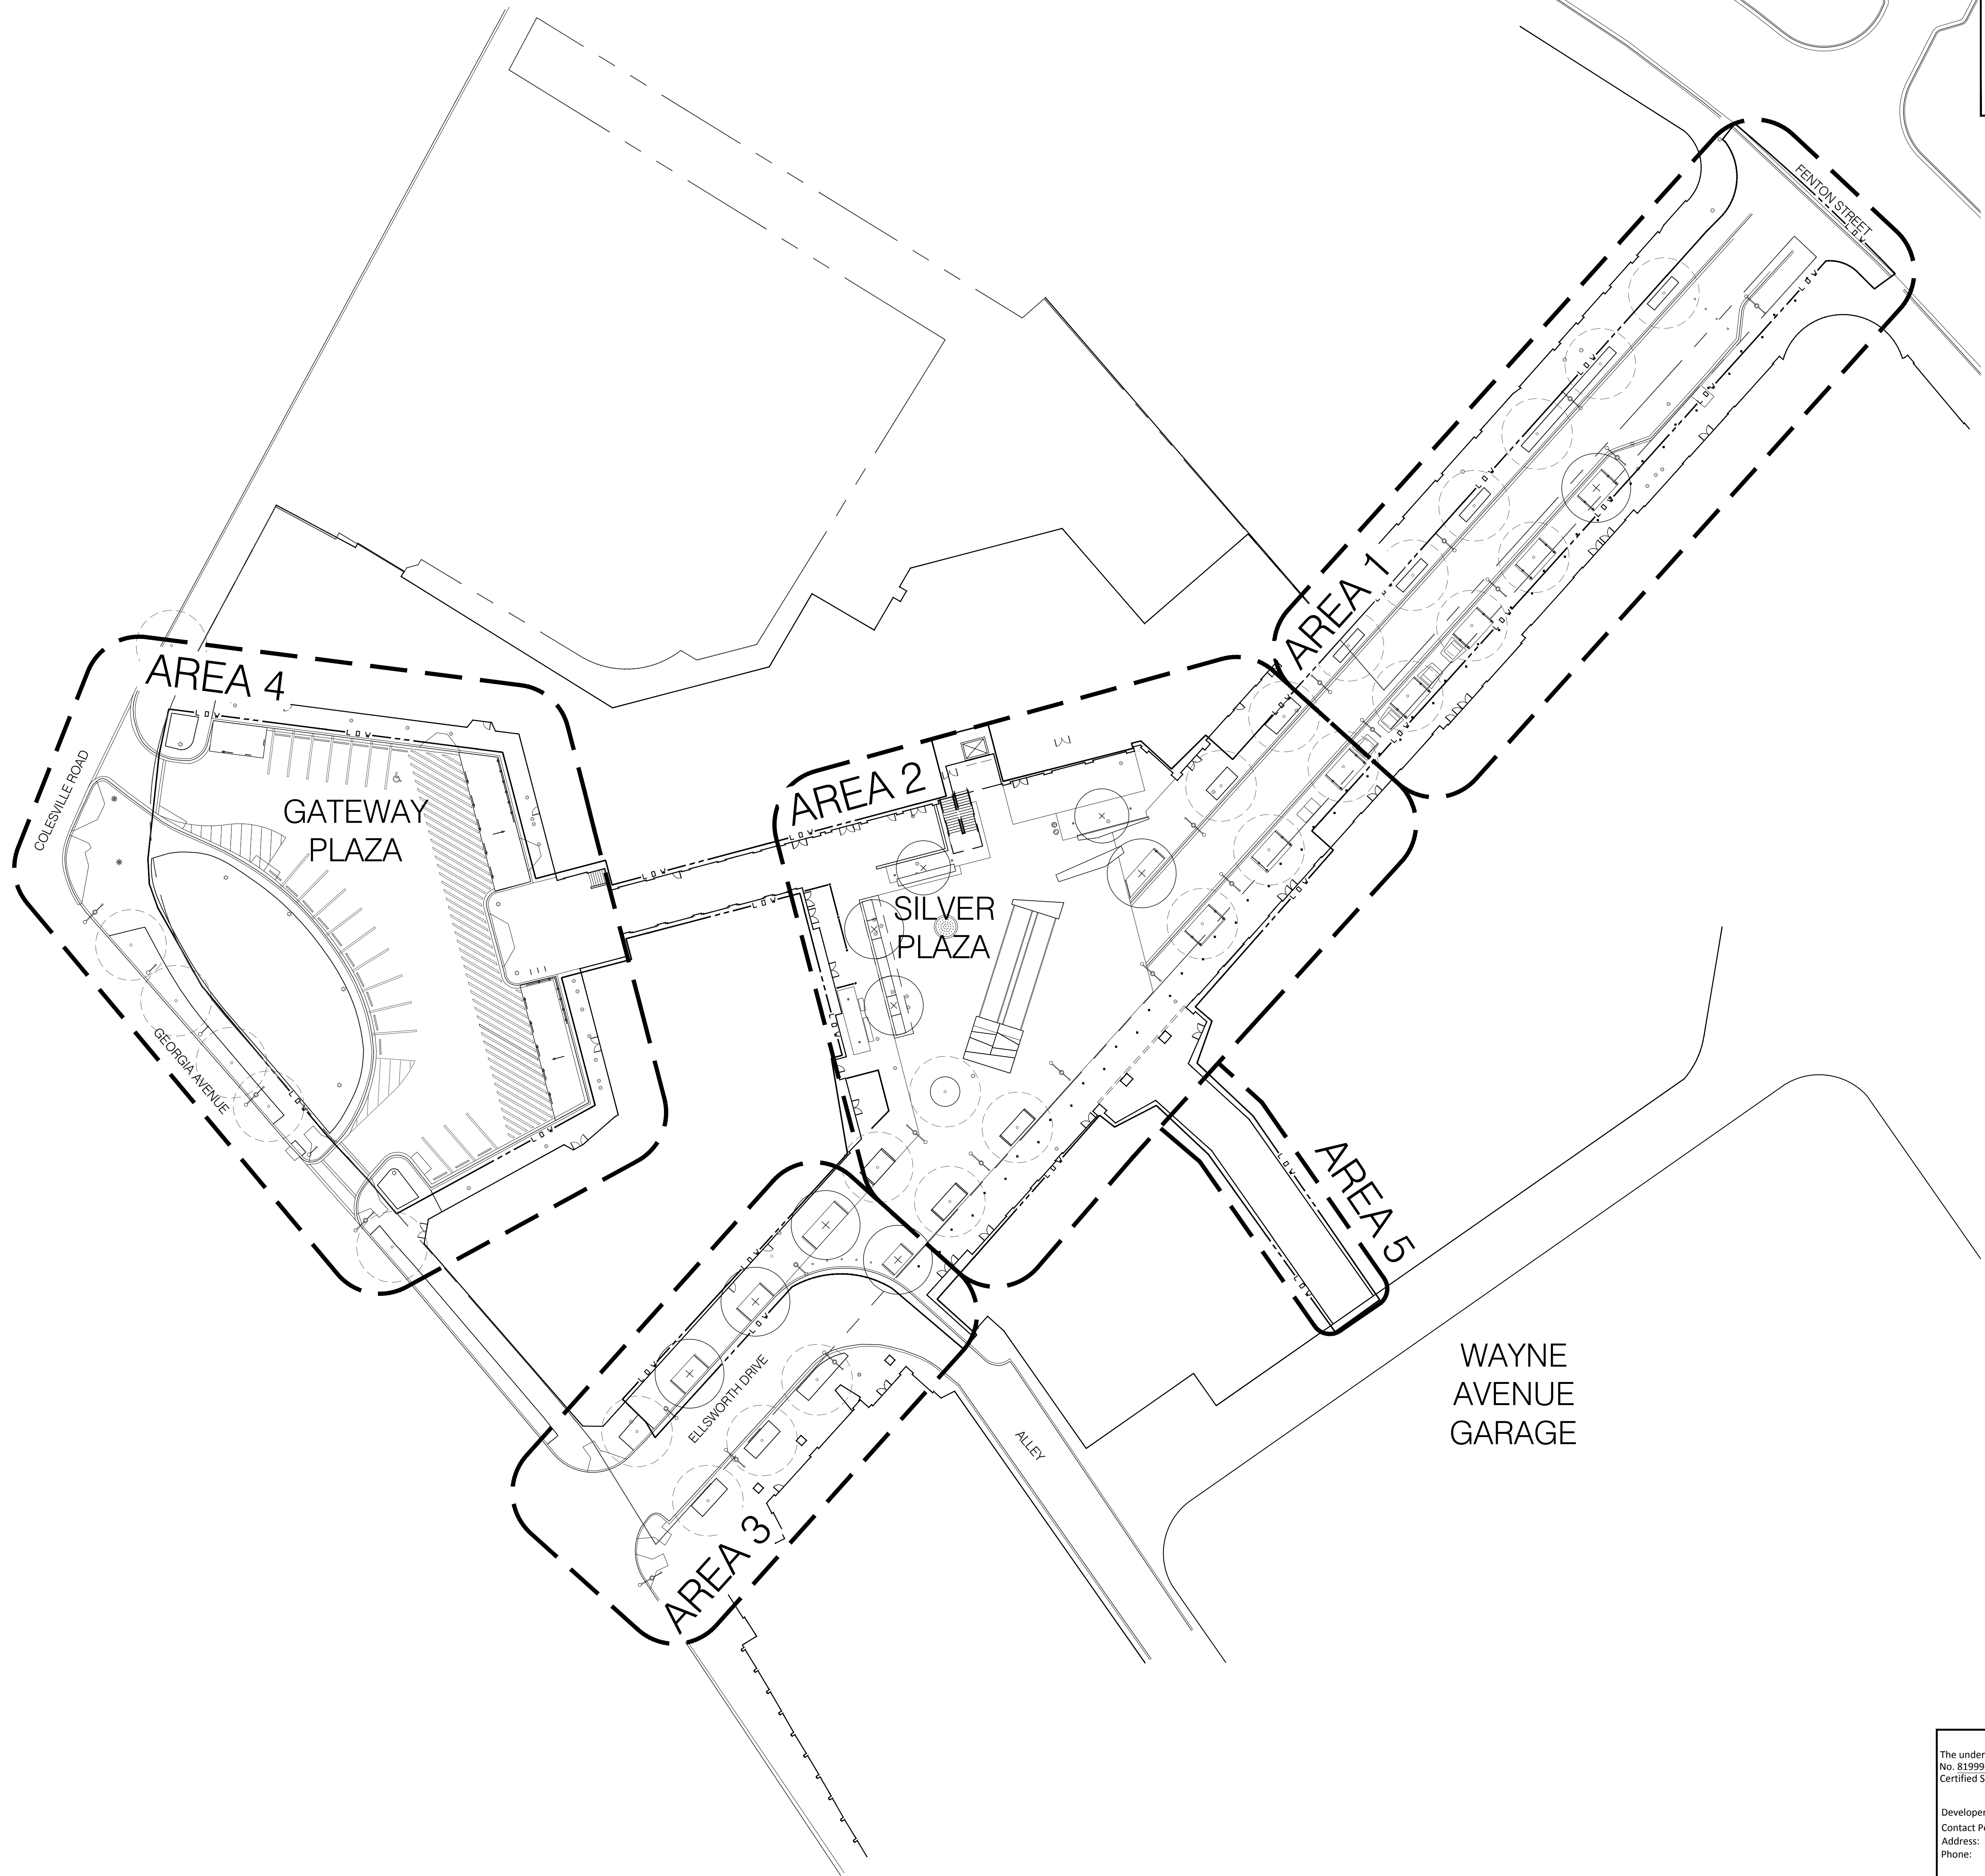 FENTON STREET
LOW
AREA 1
AREA 4
COLESVILLE ROAD
GATEWAY
PLAZA
AREA 2
SILVER
PLAZA
GEORGIA AVENUE
AREA 5
ELLSWORTH DRIVE
ALLEY
WAYNE
AVENUE
GARAGE
AREA 3
The under
No. 81999
Certified S
Developer
Contact Pe
Address:
Phone: